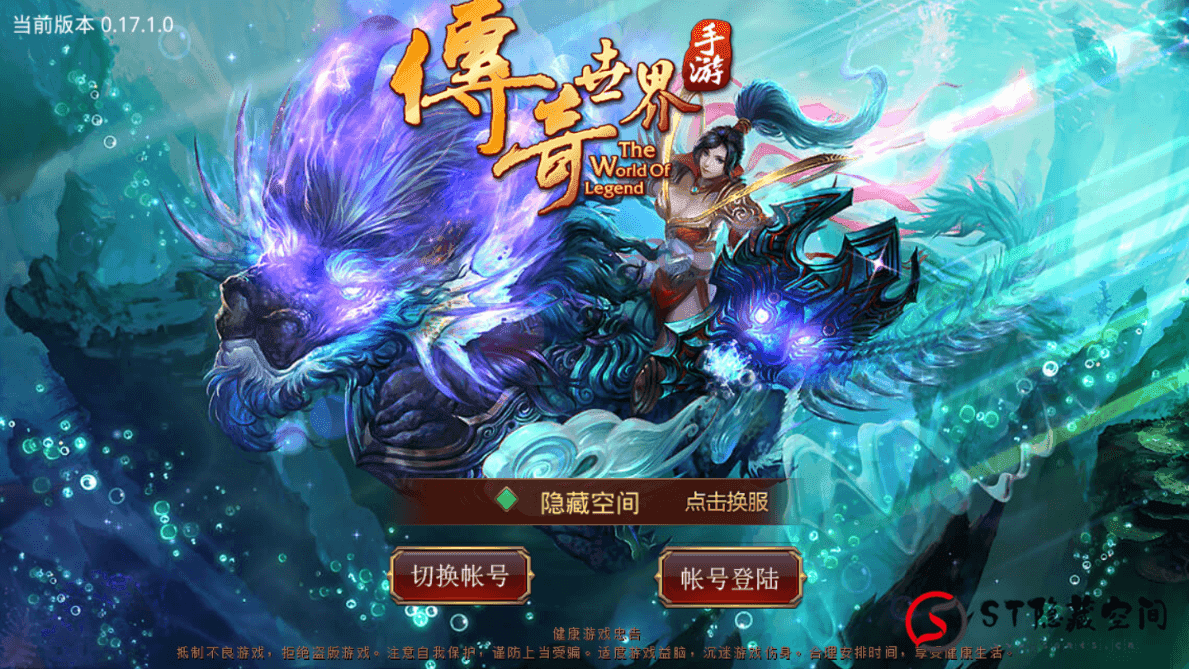 当前版本 0.17.1.0
傳奇世界
手游
The
World Of
Legend
隐藏空间 点击换服
切换帐号 帐号登陆
ST隐藏空间
健康游戏忠告
抵制不良游戏，拒绝盗版游戏。注意自我保护，谨防上当受骗。适度游戏益脑，沉迷游戏伤身。合理安排时间，享受健康生活。